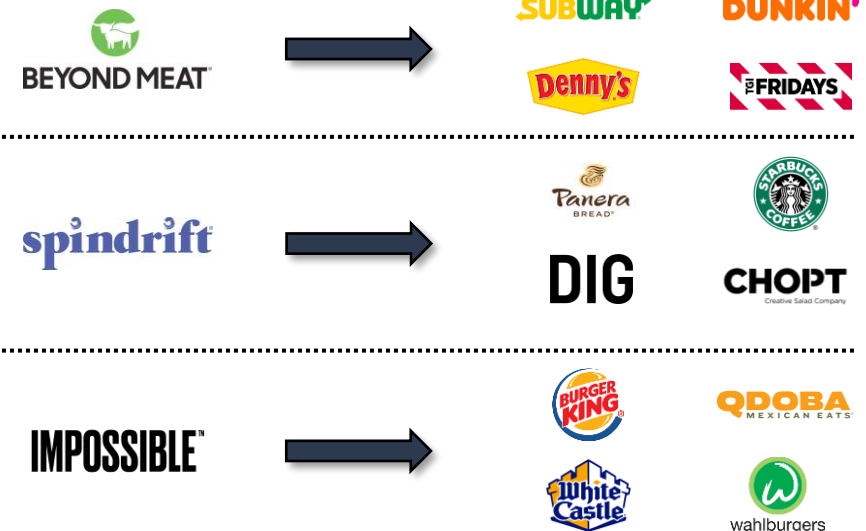 SUBWAY
DUNKIN'
BEYOND MEAT®
Denny's
TGI FRIDAYS
Panera
BREAD®
STARBUCKS
COFFEE
®
spindrift®
DIG
CHOPT
Creative Salad Company
BURGER
KING®
QDOBA
MEXICAN EATS
IMPOSSIBLE™
White
Castle
wahlburgers